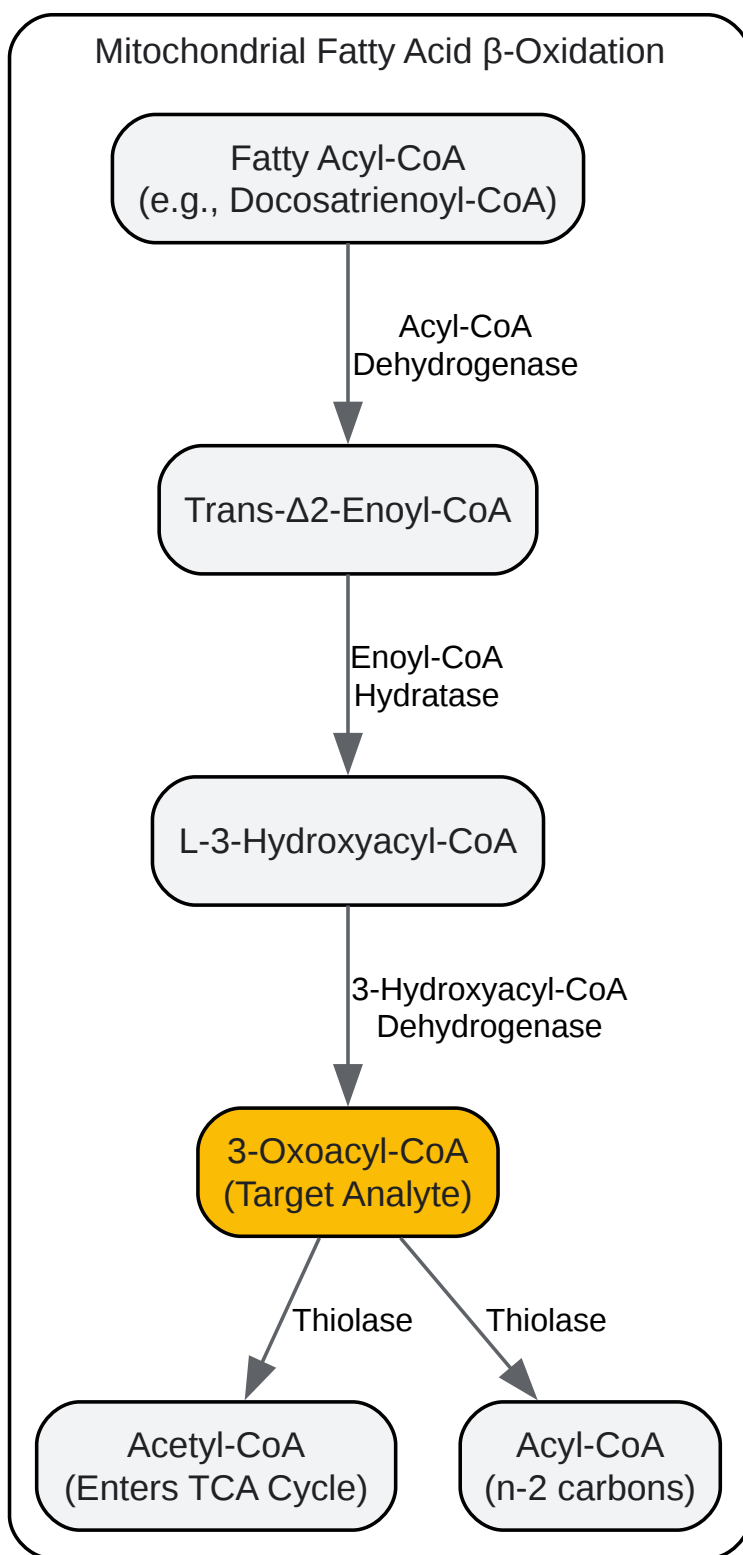 Mitochondrial Fatty Acid β-Oxidation
Fatty Acyl-CoA
(e.g., Docosatrienoyl-CoA)
Acyl-CoA
Dehydrogenase
Trans-Δ2-Enoyl-CoA
Enoyl-CoA
Hydratase
L-3-Hydroxyacyl-CoA
3-Hydroxyacyl-CoA
Dehydrogenase
3-Oxoacyl-CoA
(Target Analyte)
Thiolase
Thiolase
Acetyl-CoA
(Enters TCA Cycle)
Acyl-CoA
(n-2 carbons)